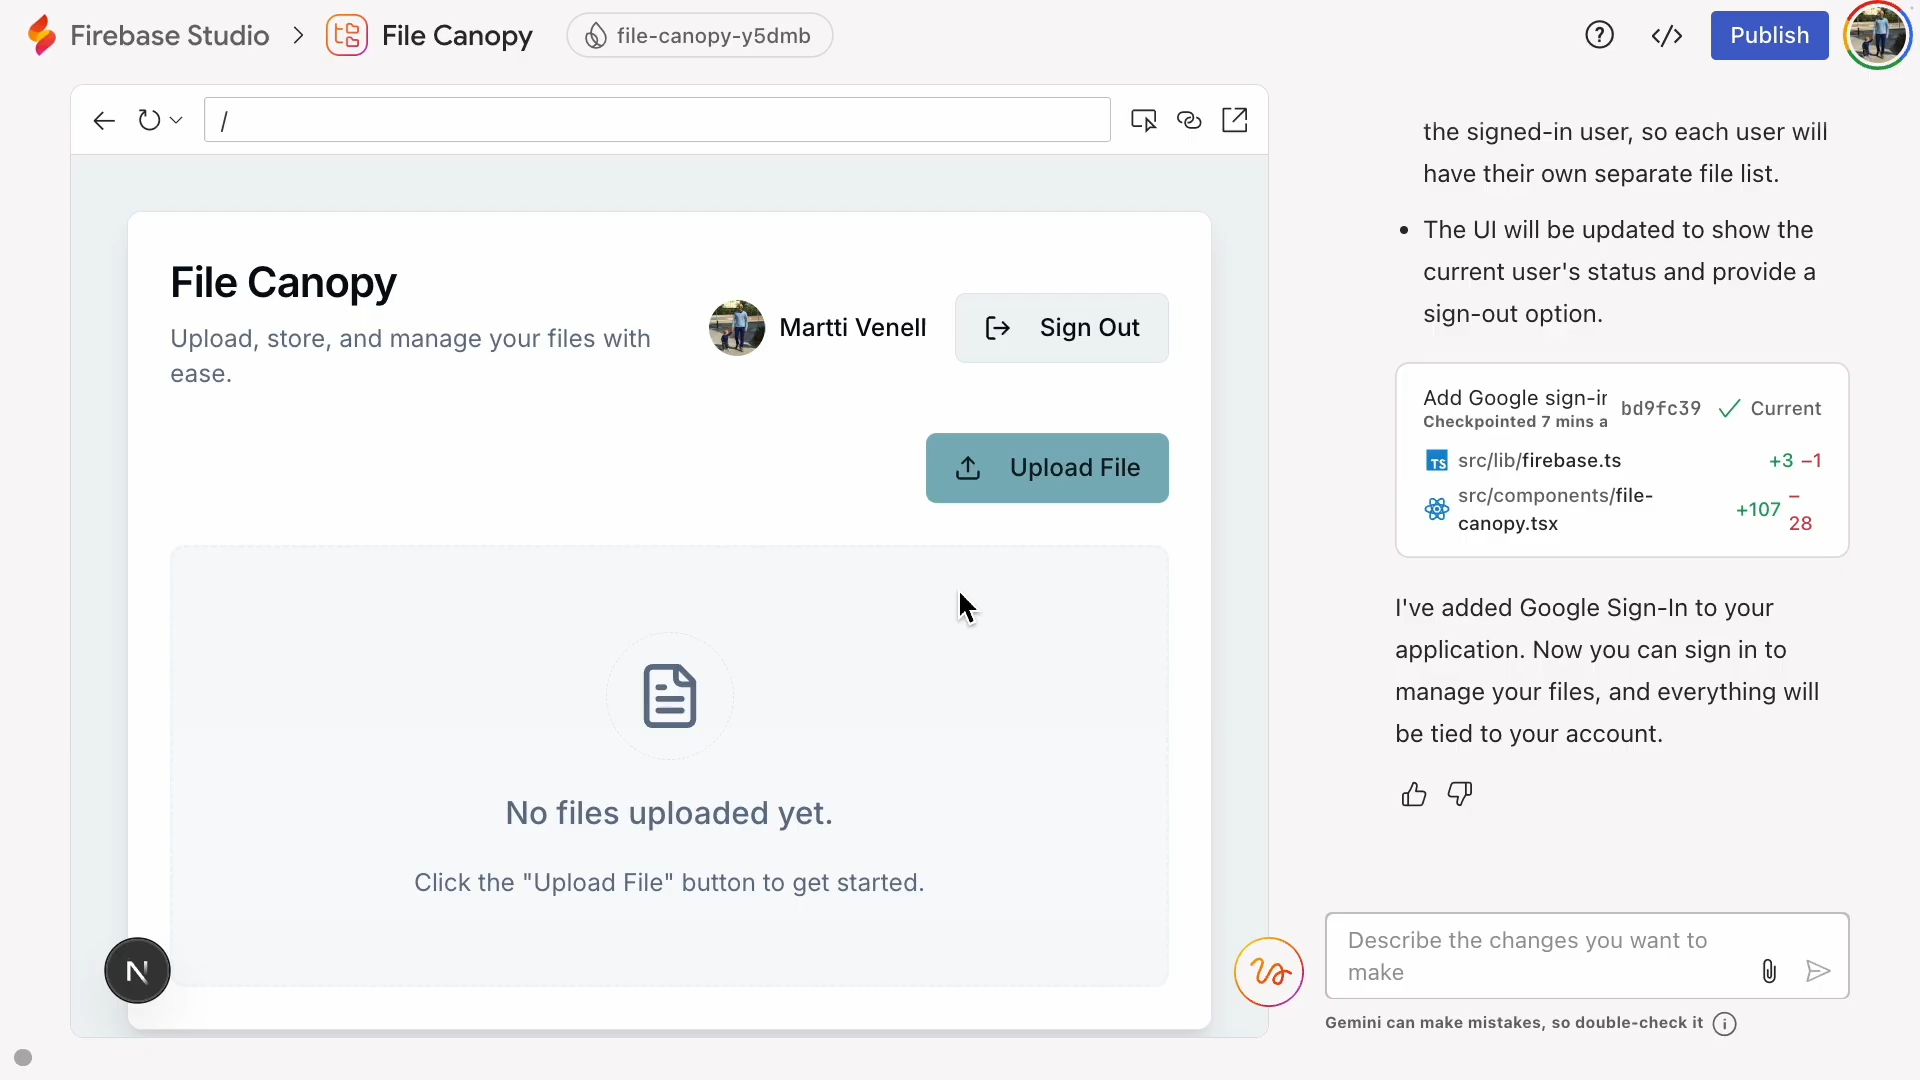 Firebase Studio > File Canopy file-canopy-y5dmb
Publish
/
File Canopy
Upload, store, and manage your files with
ease.
Martti Venell
Sign Out
Upload File
No files uploaded yet.
Click the "Upload File" button to get started.
N
the signed-in user, so each user will
have their own separate file list.
• The UI will be updated to show the
current user's status and provide a
sign-out option.
Add Google sign-in bd9fc39 Current
Checkpointed 7 mins a
TS src/lib/firebase.ts +3 −1
src/components/file-
canopy.tsx +107 −
28
I've added Google Sign-In to your
application. Now you can sign in to
manage your files, and everything will
be tied to your account.
Describe the changes you want to
make
Gemini can make mistakes, so double-check it